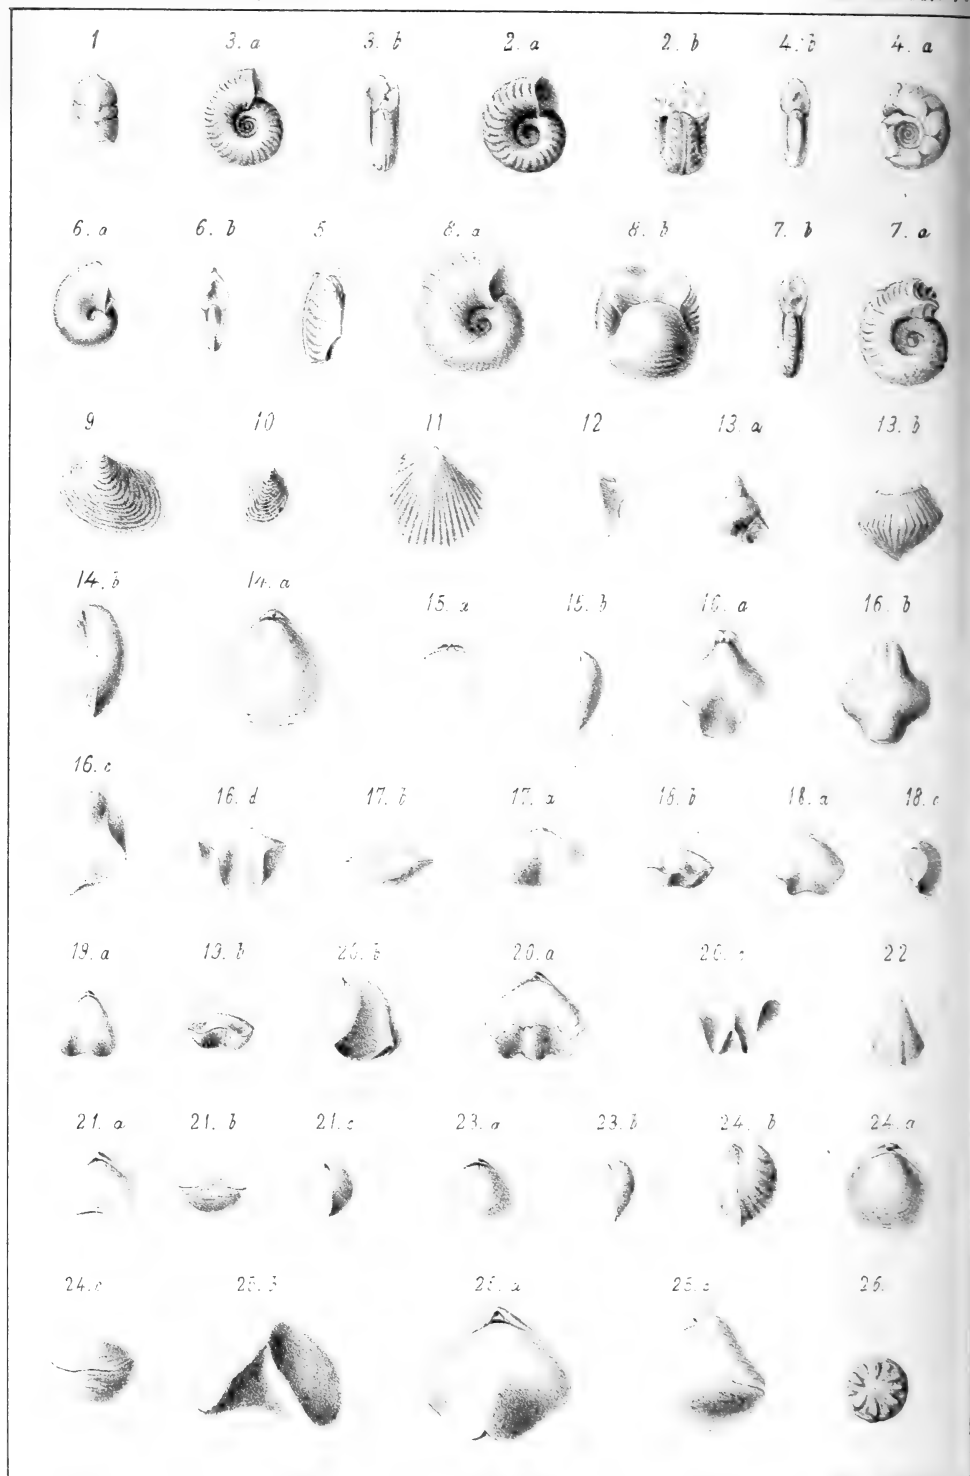 1 3. a 3. b 2. a 2. b 4. b 4. a
6. a 6. b 5 8. a 8. b 7. b 7. a
9 10 11 12 13. a 13. b
14. b 14. a 15. a 15. b 16. a 16. b
16. c 16. d 17. b 17. a 18. b 18. a 18. c
19. a 19. b 20. b 20. a 20. c 22
21. a 21. b 21. c 23. a 23. b 24. b 24. a
24. c 25. b 25. a 25. c 26.